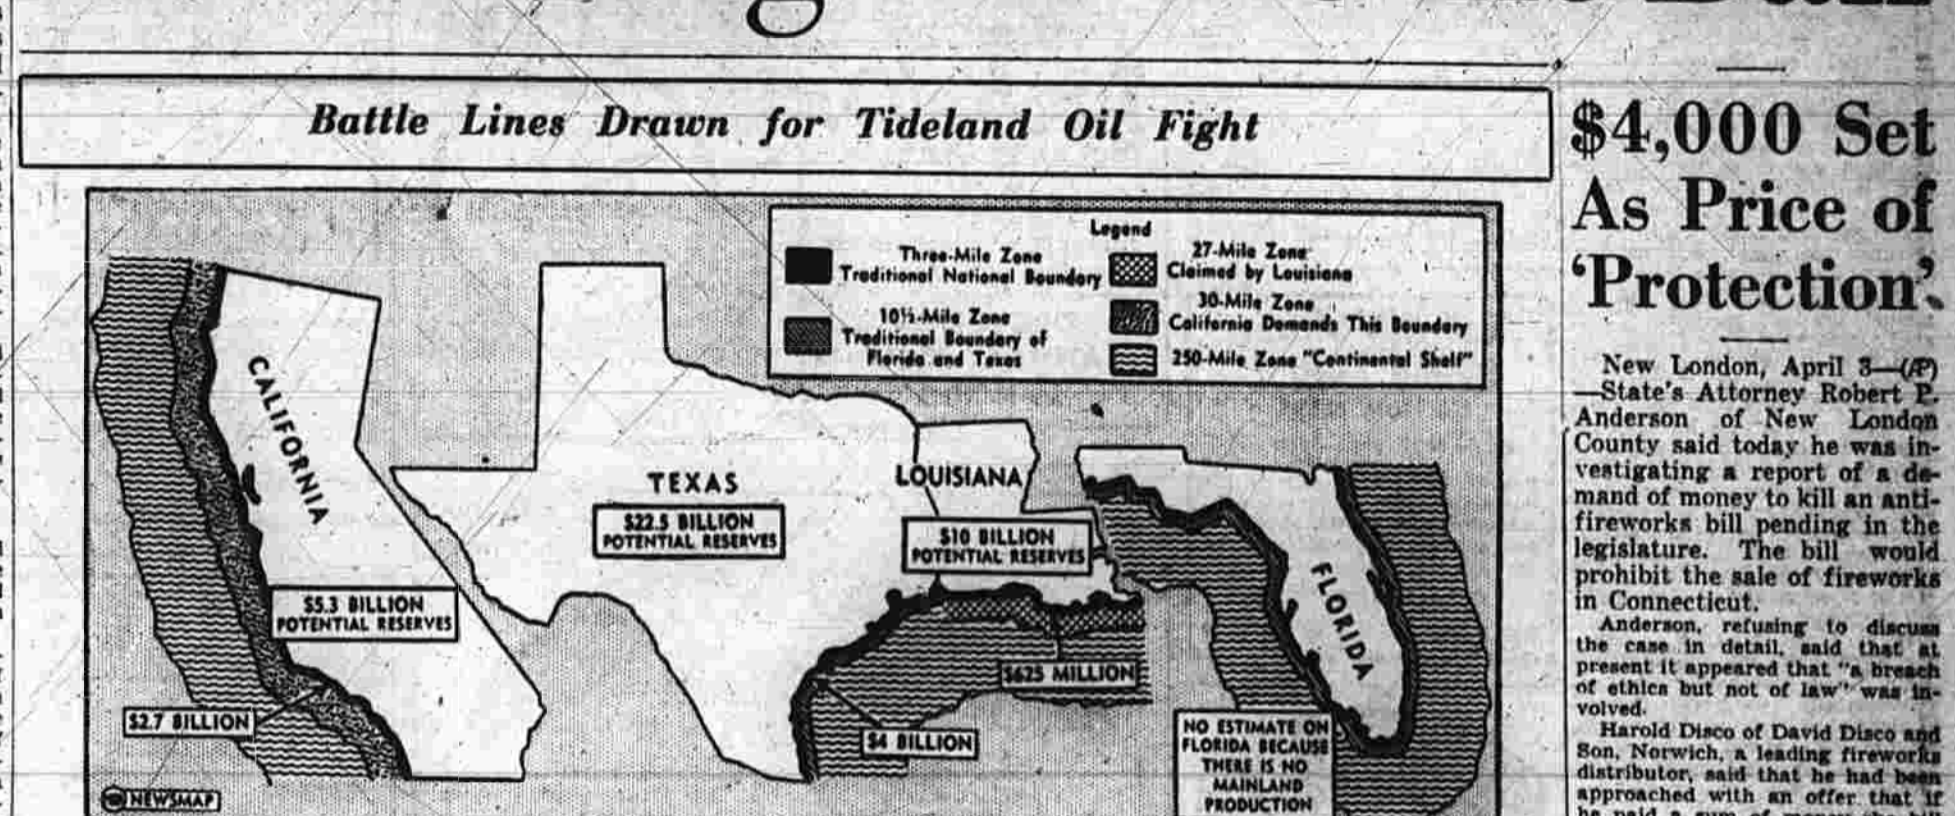 Battle Lines Drawn for Tideland Oil Fight
Legend
Three-Mile Zone
Traditional National Boundary
10½-Mile Zone
Traditional Boundary of
Florida and Texas
27-Mile Zone
Claimed by Louisiana
30-Mile Zone
California Demands This Boundary
250-Mile Zone "Continental Shelf"
CALIFORNIA
$5.3 BILLION
POTENTIAL RESERVES
$2.7 BILLION
TEXAS
$22.5 BILLION
POTENTIAL RESERVES
$4 BILLION
LOUISIANA
$10 BILLION
POTENTIAL RESERVES
$625 MILLION
FLORIDA
NO ESTIMATE ON
FLORIDA BECAUSE
THERE IS NO
MAINLAND
PRODUCTION
NEWSMAP
$4,000 Set
As Price of
'Protection'
New London, April 3—(AP)
—State's Attorney Robert P.
Anderson of New London
County said today he was in-
vestigating a report of a de-
mand of money to kill an anti-
fireworks bill pending in the
legislature. The bill would
prohibit the sale of fireworks
in Connecticut.
Anderson, refusing to discuss
the case in detail, said that at
present it appeared that "a breach
of ethics but not of law" was in-
volved.
Harold Disco of David Disco and
Son, Norwich, a leading fireworks
distributor, said that he had been
approached with an offer that if
he paid a sum of money the bill